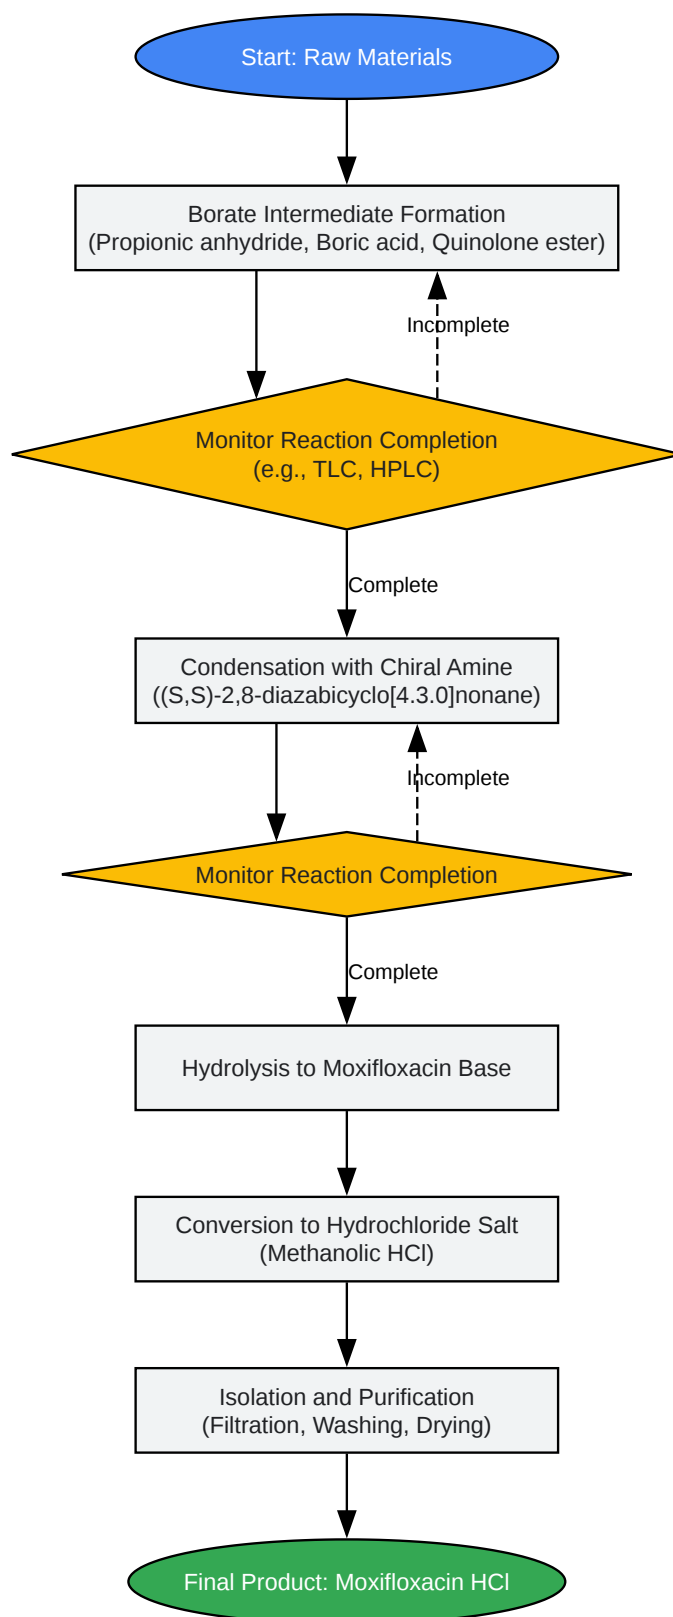 Start: Raw Materials
Borate Intermediate Formation
(Propionic anhydride, Boric acid, Quinolone ester)
Incomplete
Monitor Reaction Completion
(e.g., TLC, HPLC)
Complete
Condensation with Chiral Amine
((S,S)-2,8-diazabicyclo[4.3.0]nonane)
Incomplete
Monitor Reaction Completion
Complete
Hydrolysis to Moxifloxacin Base
Conversion to Hydrochloride Salt
(Methanolic HCl)
Isolation and Purification
(Filtration, Washing, Drying)
Final Product: Moxifloxacin HCl